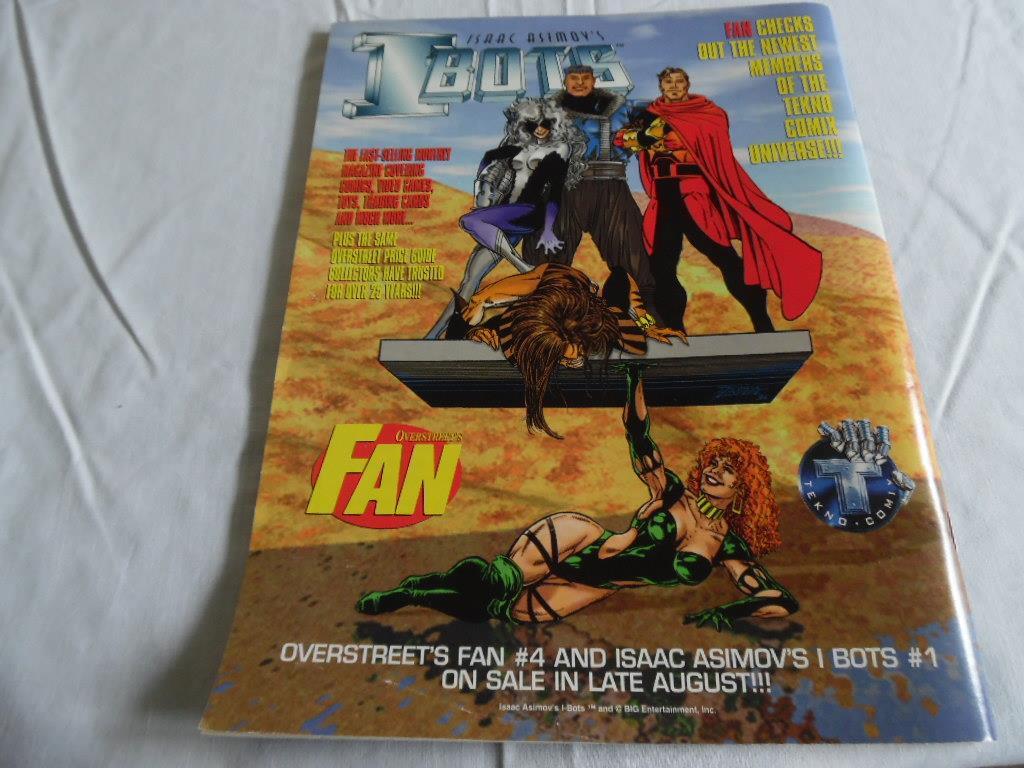 ISAAC ASIMOV'S
I BOTS™
FAN CHECKS
OUT THE NEWEST
MEMBERS
OF THE
TEKNO
COMIX
UNIVERSE!!!
THE FAST-SELLING MONTHLY
MAGAZINE COVERING
COMICS, VIDEO GAMES,
TOYS, TRADING CARDS
AND MUCH MORE...
PLUS THE SAME
OVERSTREET PRICE GUIDE
COLLECTORS HAVE TRUSTED
FOR OVER 25 YEARS!!!
OVERSTREET'S
FAN
T
TEKNO·COMIX
OVERSTREET'S FAN #4 AND ISAAC ASIMOV'S I BOTS #1
ON SALE IN LATE AUGUST!!!
Isaac Asimov's I-Bots ™ and © BIG Entertainment, Inc.